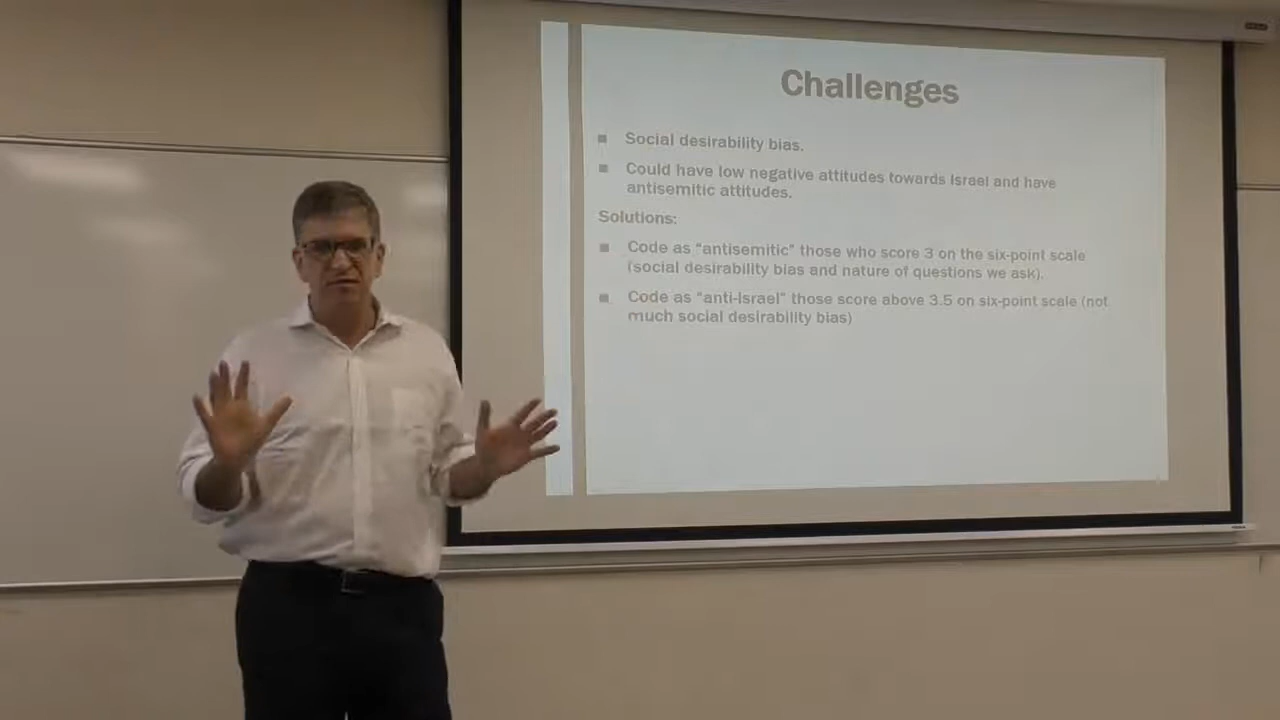 Challenges
Social desirability bias.
Could have low negative attitudes towards Israel and have
antisemitic attitudes.
Solutions:
Code as “antisemitic” those who score 3 on the six-point scale
(social desirability bias and nature of questions we ask).
Code as “anti-Israel” those score above 3.5 on six-point scale (not
much social desirability bias)